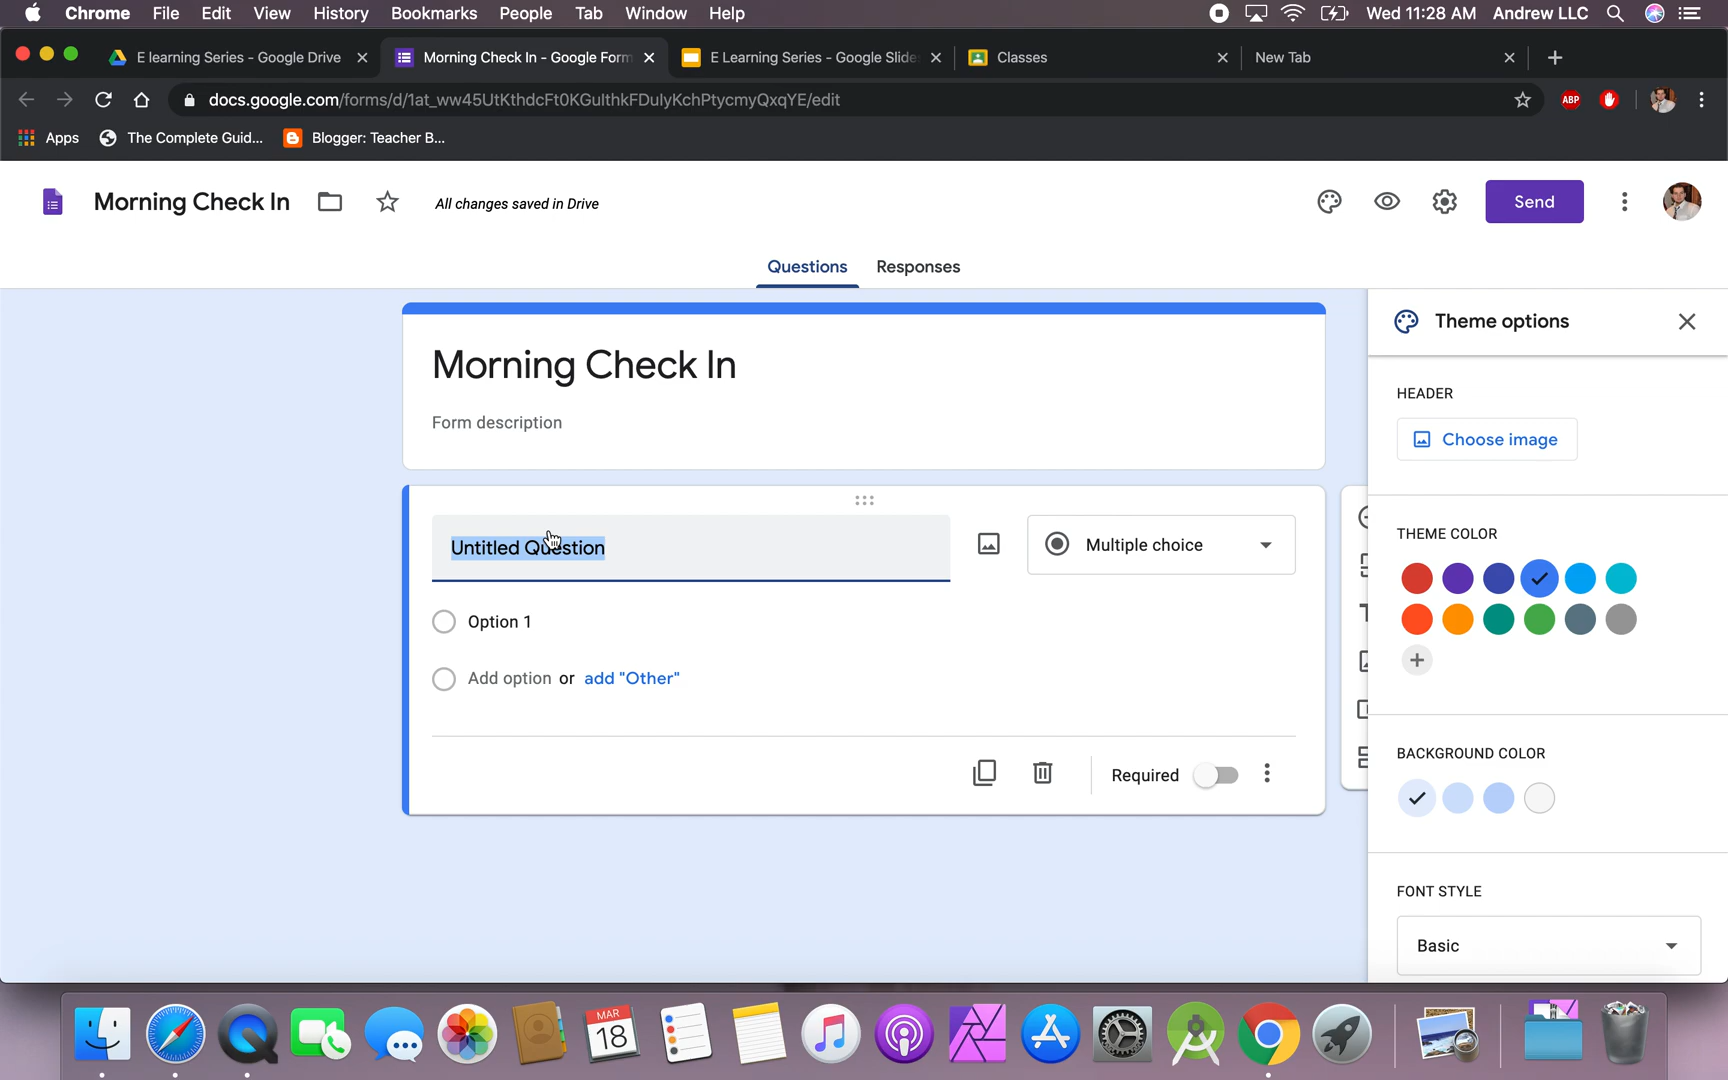 Chrome File Edit View History Bookmarks People Tab Window Help Wed 11:28 AM Andrew LLC
E learning Series - Google Drive Morning Check In - Google Form E Learning Series - Google Slide Classes New Tab
docs.google.com/forms/d/1at_ww45UtKthdcFt0KGulthkFDulyKchPtycmyQxqYE/edit ABP
Apps The Complete Guid... Blogger: Teacher B...
Morning Check In All changes saved in Drive Send
Questions Responses
Theme options
Morning Check In
Form description
HEADER
Choose image
Untitled Question
Multiple choice
Option 1
Add option or add "Other"
Required
THEME COLOR
BACKGROUND COLOR
FONT STYLE
Basic
MAR
18